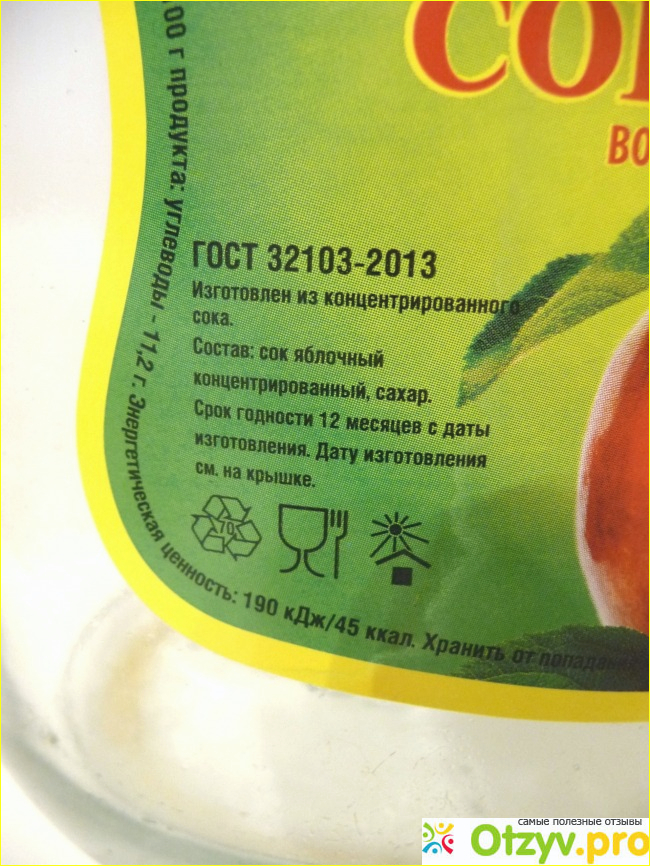 СО
ВО
ГОСТ 32103-2013
Изготовлен из концентрированного
сока.
Состав: сок яблочный
концентрированный, сахар.
Срок годности 12 месяцев с даты
изготовления. Дату изготовления
см. на крышке.
70
00 г продукта: углеводы - 11,2 г. Энергетическая ценность: 190 кДж/45 ккал. Хранить от попадан
самые полезные отзывы
Otzyv.pro